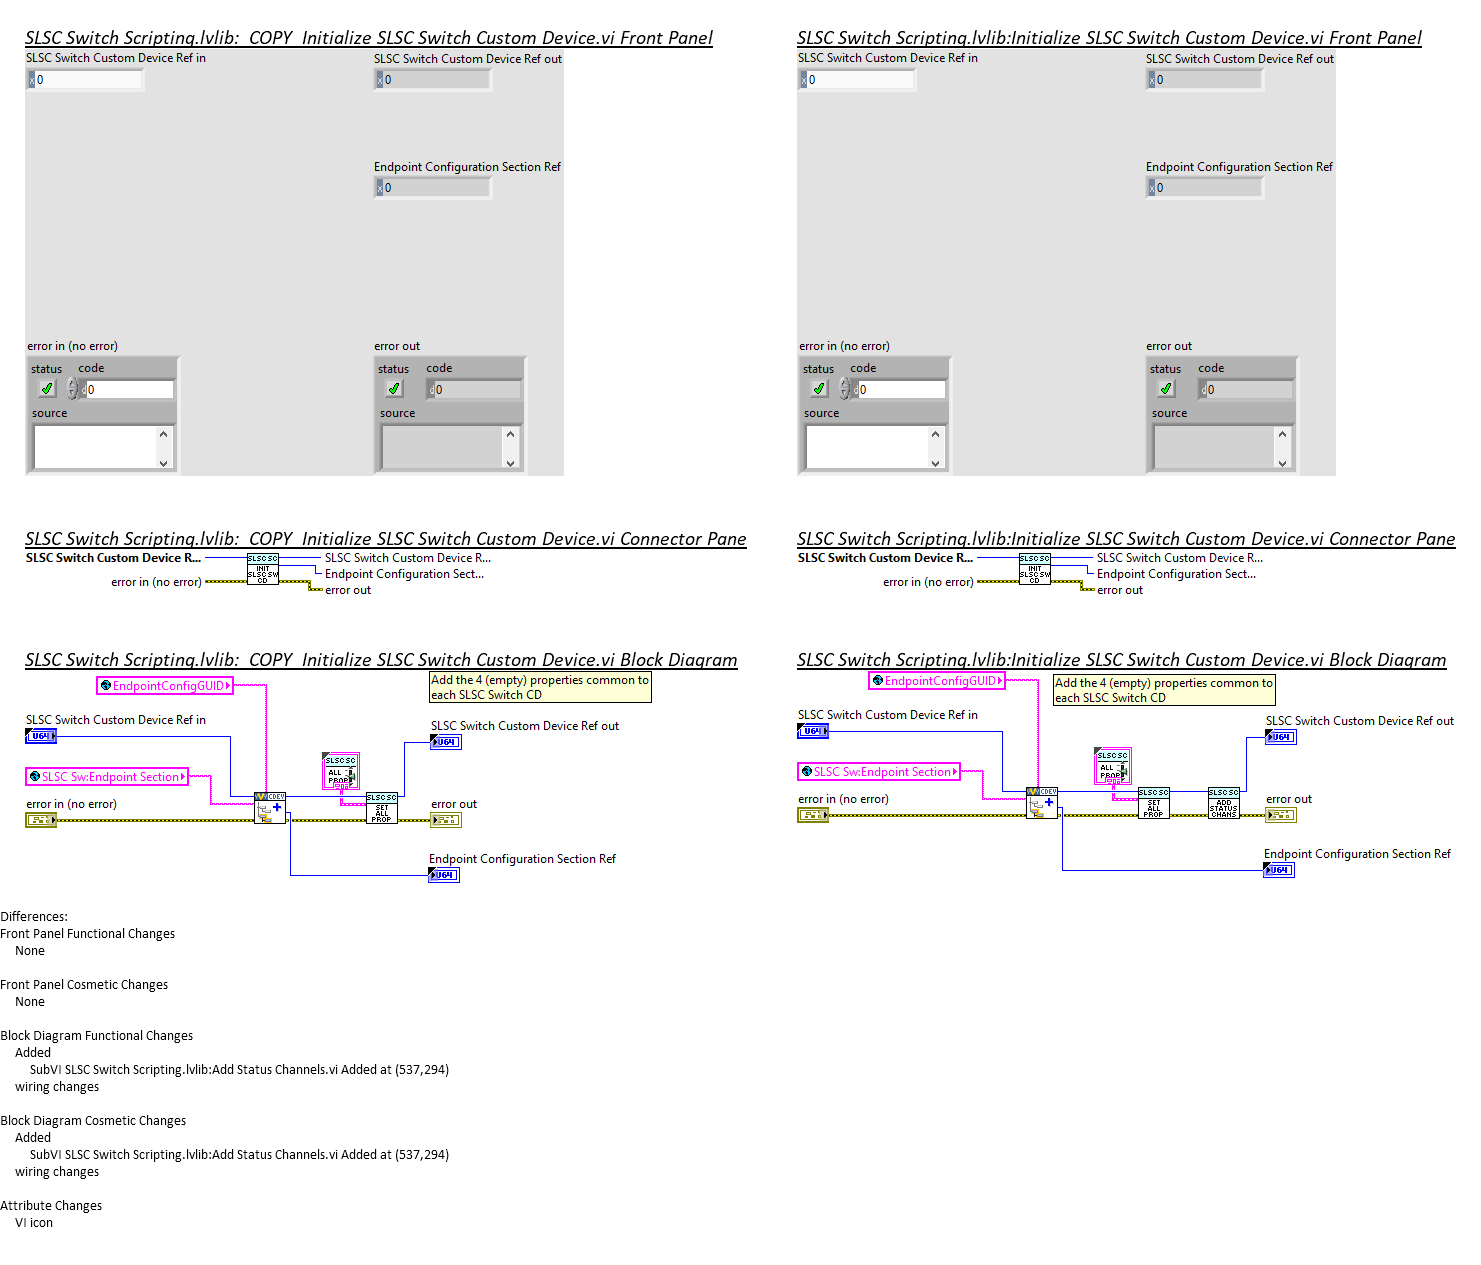 SLSC Switch Scripting.lvlib:_COPY_Initialize SLSC Switch Custom Device.vi Front Panel
SLSC Switch Custom Device Ref in
SLSC Switch Custom Device Ref out
x 0
x 0
Endpoint Configuration Section Ref
x 0
error in (no error)
error out
status code
status code
d 0
d 0
source
source
SLSC Switch Scripting.lvlib:Initialize SLSC Switch Custom Device.vi Front Panel
SLSC Switch Custom Device Ref in
SLSC Switch Custom Device Ref out
x 0
x 0
Endpoint Configuration Section Ref
x 0
error in (no error)
error out
status code
status code
d 0
d 0
source
source
SLSC Switch Scripting.lvlib:_COPY_Initialize SLSC Switch Custom Device.vi Connector Pane
SLSC Switch Custom Device R...
SLSC SC
INIT
SLSC SW
CD
SLSC Switch Custom Device R...
Endpoint Configuration Sect...
error in (no error)
error out
SLSC Switch Scripting.lvlib:Initialize SLSC Switch Custom Device.vi Connector Pane
SLSC Switch Custom Device R...
SLSC SC
INIT
SLSC SW
CD
SLSC Switch Custom Device R...
Endpoint Configuration Sect...
error in (no error)
error out
SLSC Switch Scripting.lvlib:_COPY_Initialize SLSC Switch Custom Device.vi Block Diagram
EndpointConfigGUID
Add the 4 (empty) properties common to
each SLSC Switch CD
SLSC Switch Custom Device Ref in
U64
SLSC Switch Custom Device Ref out
U64
SLSC Sw:Endpoint Section
SLSC SC
ALL
PROP
error in (no error)
CDEV
SLSC SC
SET
ALL
PROP
error out
Endpoint Configuration Section Ref
U64
SLSC Switch Scripting.lvlib:Initialize SLSC Switch Custom Device.vi Block Diagram
EndpointConfigGUID
Add the 4 (empty) properties common to
each SLSC Switch CD
SLSC Switch Custom Device Ref in
U64
SLSC Switch Custom Device Ref out
U64
SLSC Sw:Endpoint Section
SLSC SC
ALL
PROP
error in (no error)
CDEV
SLSC SC
SET
ALL
PROP
SLSC SC
ADD
STATUS
CHANS
error out
Endpoint Configuration Section Ref
U64
Differences:
Front Panel Functional Changes
None
Front Panel Cosmetic Changes
None
Block Diagram Functional Changes
Added
SubVI SLSC Switch Scripting.lvlib:Add Status Channels.vi Added at (537,294)
wiring changes
Block Diagram Cosmetic Changes
Added
SubVI SLSC Switch Scripting.lvlib:Add Status Channels.vi Added at (537,294)
wiring changes
Attribute Changes
VI icon